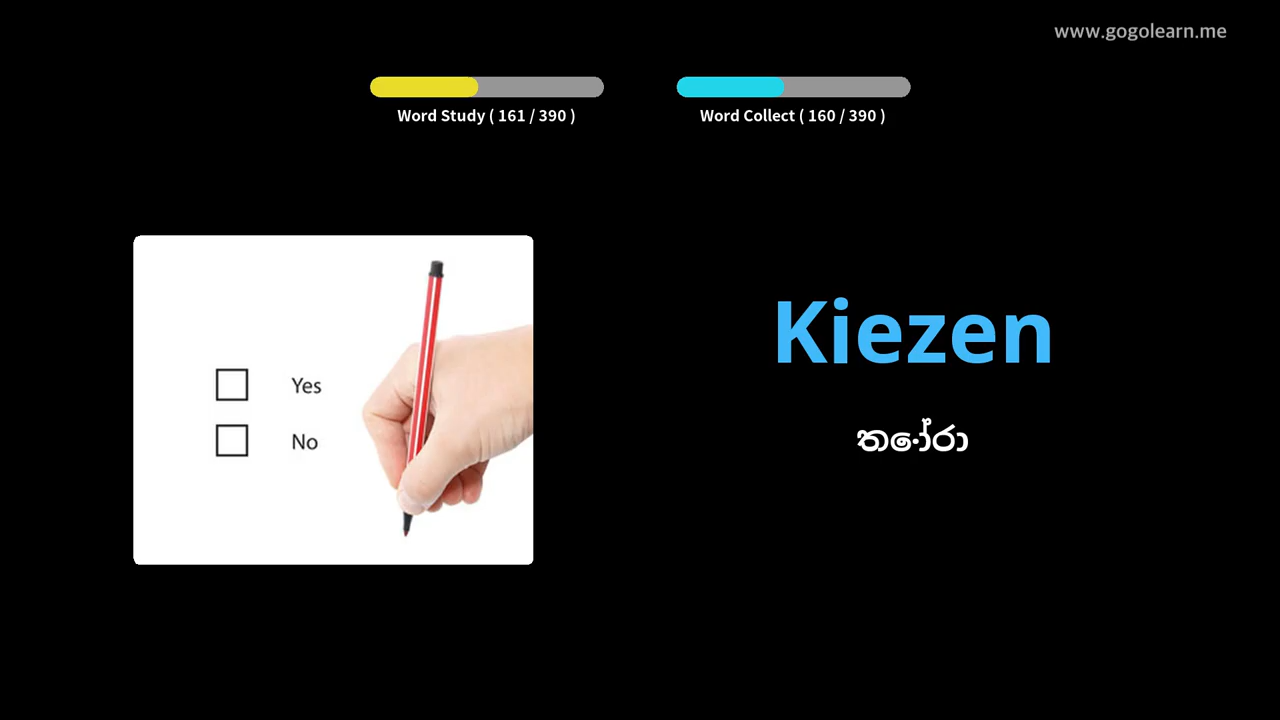 www.gogolearn.me
Word Study ( 161 / 390 )
Word Collect ( 160 / 390 )
Yes
No
Kiezen
තෝරා